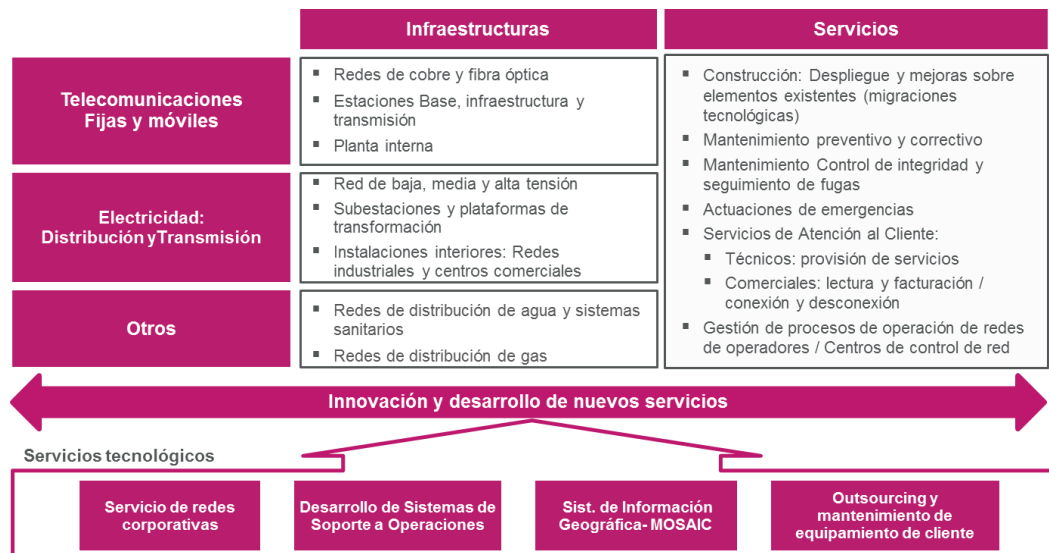 Infraestructuras
Servicios
Telecomunicaciones
Fijas y móviles
▪ Redes de cobre y fibra óptica
▪ Estaciones Base, infraestructura y
transmisión
▪ Planta interna
Electricidad:
Distribución yTransmisión
▪ Red de baja, media y alta tensión
▪ Subestaciones y plataformas de
transformación
▪ Instalaciones interiores: Redes
industriales y centros comerciales
Otros
▪ Redes de distribución de agua y sistemas
sanitarios
▪ Redes de distribución de gas
▪ Construcción: Despliegue y mejoras sobre
elementos existentes (migraciones
tecnológicas)
▪ Mantenimiento preventivo y correctivo
▪ Mantenimiento Control de integridad y
seguimiento de fugas
▪ Actuaciones de emergencias
▪ Servicios de Atención al Cliente:
▪ Técnicos: provisión de servicios
▪ Comerciales: lectura y facturación /
conexión y desconexión
▪ Gestión de procesos de operación de redes
de operadores / Centros de control de red
Innovación y desarrollo de nuevos servicios
Servicios tecnológicos
Servicio de redes
corporativas
Desarrollo de Sistemas de
Soporte a Operaciones
Sist. de Información
Geográfica- MOSAIC
Outsourcing y
mantenimiento de
equipamiento de cliente